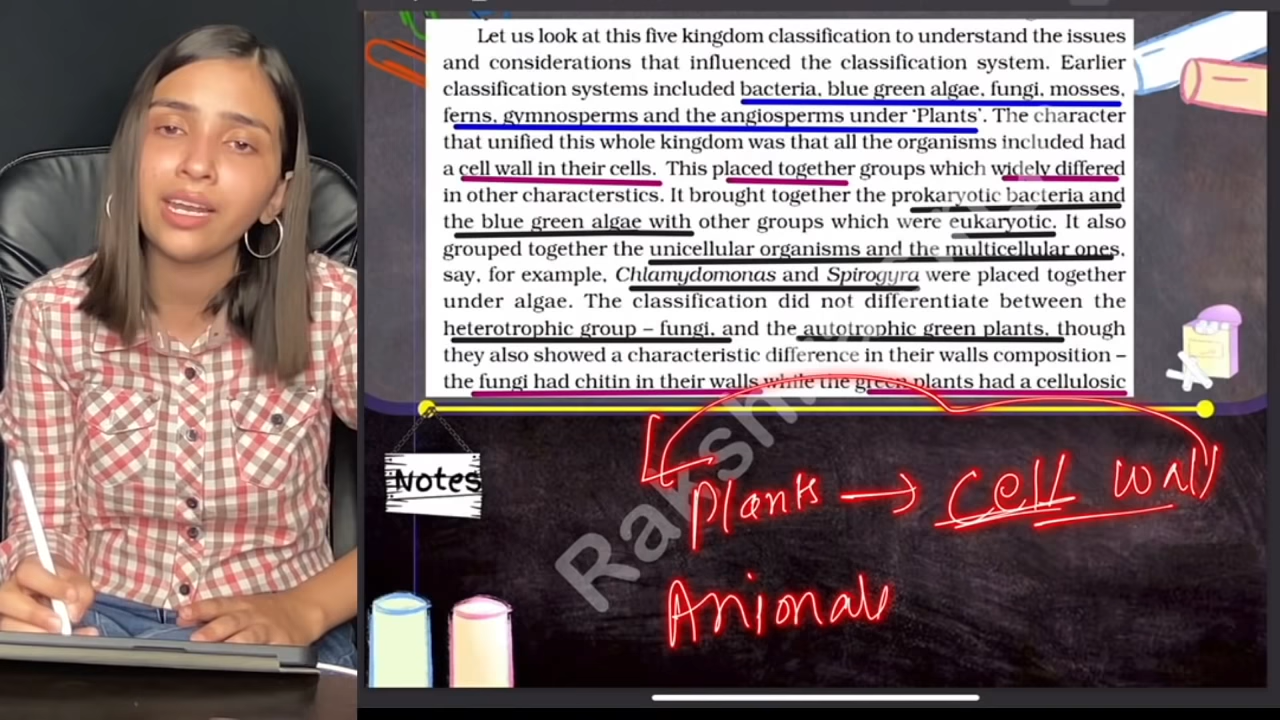 Let us look at this five kingdom classification to understand the issues
and considerations that influenced the classification system. Earlier
classification systems included bacteria, blue green algae, fungi, mosses,
ferns, gymnosperms and the angiosperms under ‘Plants’. The character
that unified this whole kingdom was that all the organisms included had
a cell wall in their cells. This placed together groups which widely differed
in other characterstics. It brought together the prokaryotic bacteria and
the blue green algae with other groups which were eukaryotic. It also
grouped together the unicellular organisms and the multicellular ones,
say, for example, Chlamydomonas and Spirogyra were placed together
under algae. The classification did not differentiate between the
heterotrophic group – fungi, and the autotrophic green plants, though
they also showed a characteristic difference in their walls composition –
the fungi had chitin in their walls while the green plants had a cellulosic
Notes
Plants → cell wall
Animals